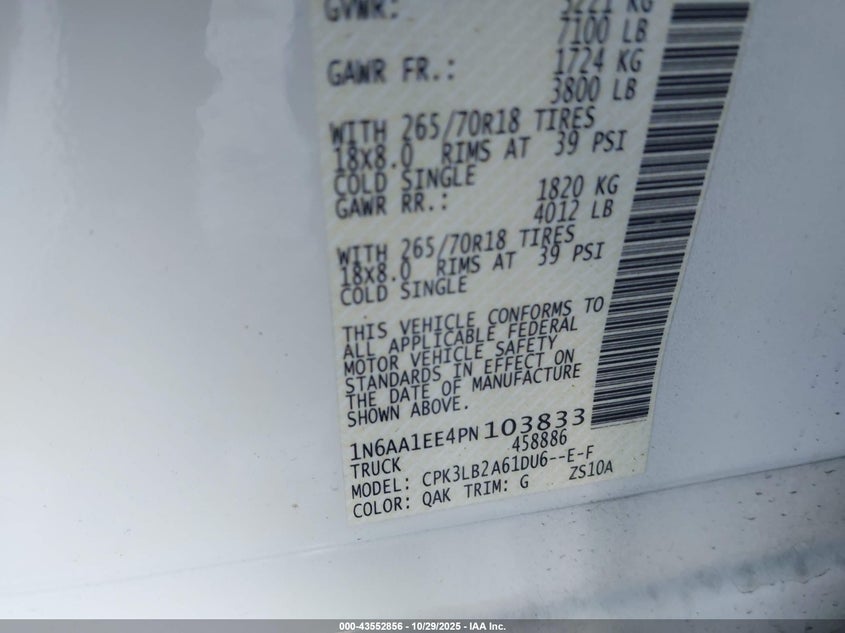 GVWR: 3221 KG
7100 LB
GAWR FR.: 1724 KG
3800 LB
WITH 265/70R18 TIRES
18x8.0 RIMS AT 39 PSI
COLD SINGLE
GAWR RR.: 1820 KG
4012 LB
WITH 265/70R18 TIRES
18x8.0 RIMS AT 39 PSI
COLD SINGLE
THIS VEHICLE CONFORMS TO
ALL APPLICABLE FEDERAL
MOTOR VEHICLE SAFETY
STANDARDS IN EFFECT ON
THE DATE OF MANUFACTURE
SHOWN ABOVE.
1N6AA1EE4PN103833
TRUCK 458886
MODEL: CPK3LB2A61DU6--E-F
COLOR: QAK TRIM: G ZS10A
000-43552856 - 10/29/2025 - IAA Inc.